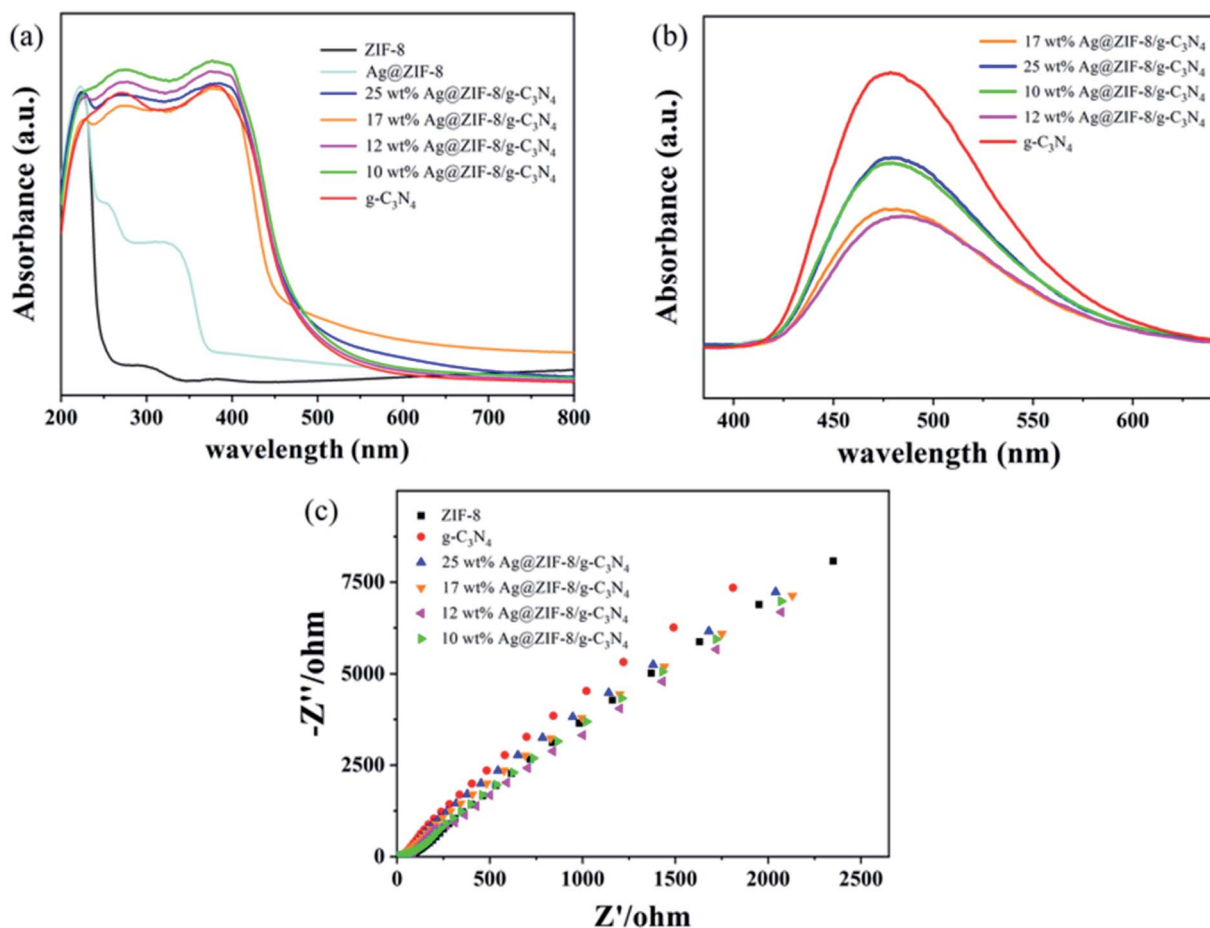 (a)
ZIF-8
Ag@ZIF-8
25 wt% Ag@ZIF-8/g-C₃N₄
17 wt% Ag@ZIF-8/g-C₃N₄
12 wt% Ag@ZIF-8/g-C₃N₄
10 wt% Ag@ZIF-8/g-C₃N₄
g-C₃N₄
Absorbance (a.u.)
200 300 400 500 600 700 800
wavelength (nm)
(b)
17 wt% Ag@ZIF-8/g-C₃N₄
25 wt% Ag@ZIF-8/g-C₃N₄
10 wt% Ag@ZIF-8/g-C₃N₄
12 wt% Ag@ZIF-8/g-C₃N₄
g-C₃N₄
Absorbance (a.u.)
400 450 500 550 600
wavelength (nm)
(c)
ZIF-8
g-C₃N₄
25 wt% Ag@ZIF-8/g-C₃N₄
17 wt% Ag@ZIF-8/g-C₃N₄
12 wt% Ag@ZIF-8/g-C₃N₄
10 wt% Ag@ZIF-8/g-C₃N₄
-Z''/ohm
7500
5000
2500
0
0 500 1000 1500 2000 2500
Z'/ohm